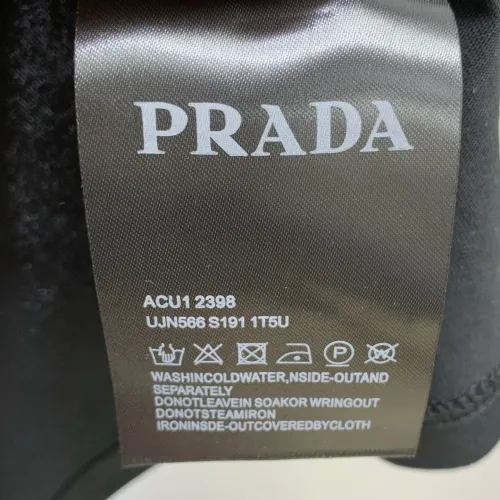 PRADA
ACU1 2398
UJN566 S191 1T5U
P W
WASHINCOLDWATER,NSIDE-OUTAND
SEPARATELY
DONOTLEAVEIN SOAKOR WRINGOUT
DONOTSTEAMIRON
IRONINSDE-OUTCOVEREDBYCLOTH